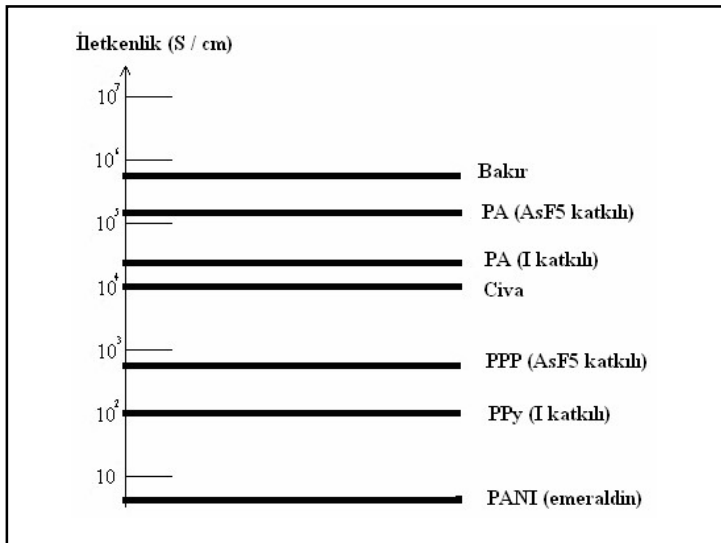 İletkenlik (S / cm)
10⁷
10⁶
Bakır
PA (AsF5 katkılı)
10⁵
PA (I katkılı)
10⁴
Civa
10³
PPP (AsF5 katkılı)
10²
PPy (I katkılı)
10
PANI (emeraldin)